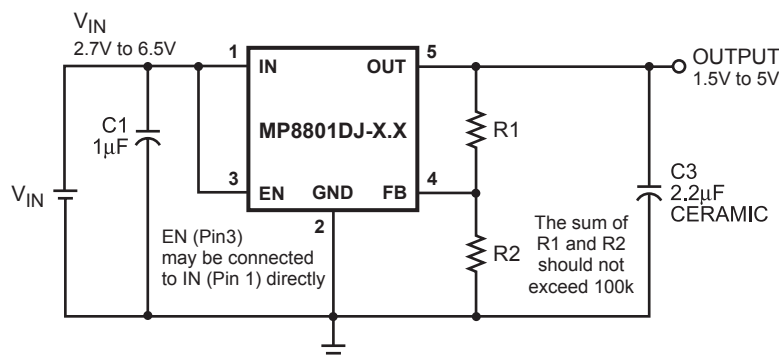 VIN
2.7V to 6.5V
1
IN
OUT
5
OUTPUT
1.5V to 5V
C1
1μF
MP8801DJ-X.X
R1
VIN
3
EN
GND
FB
4
2
C3
2.2μF
CERAMIC
EN (Pin3)
may be connected
to IN (Pin 1) directly
R2
The sum of
R1 and R2
should not
exceed 100k